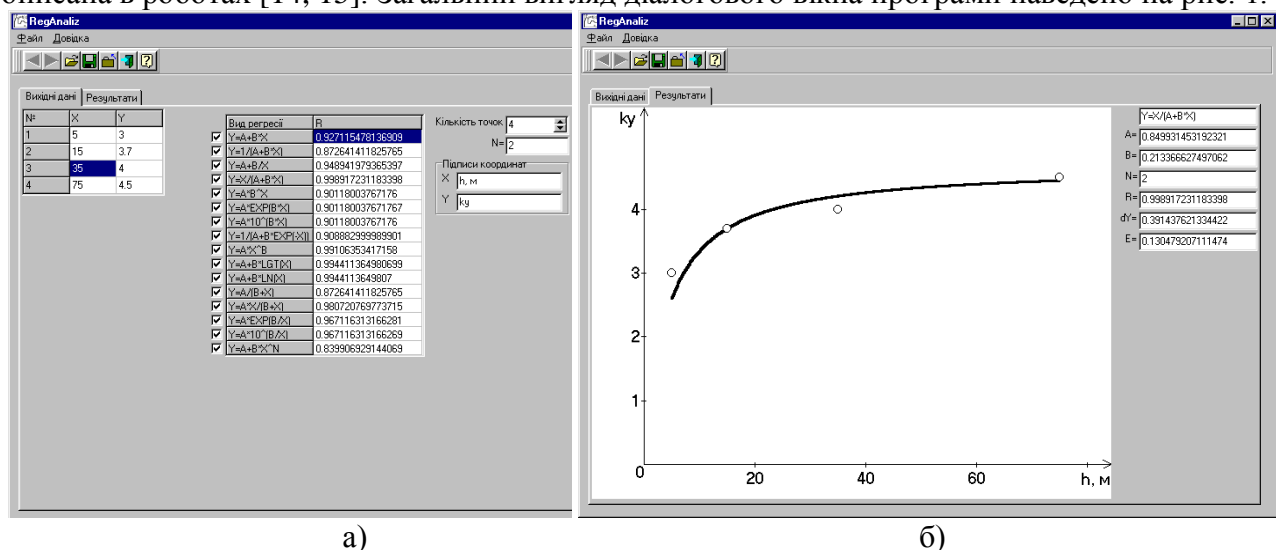 описана в роботах [14, 15]. Загальний вигляд діалогового вікна програми наведено на рис. 1.
RegAnaliz
Файл Довідка
Вихідні дані Результати
№ X Y
1 5 3
2 15 3.7
3 35 4
4 75 4.5
Вид регресії R
Y=A+B*X 0.927115478136909
Y=1/(A+B*X) 0.872641411825765
Y=A+B/X 0.948941979365397
Y=X/(A+B*X) 0.998917231183398
Y=A*B^X 0.90118003767176
Y=A*EXP(B*X) 0.901180037671767
Y=A*10^(B*X) 0.90118003767176
Y=1/(A+B*EXP(-X)) 0.908882999989901
Y=A*X^B 0.99106353417158
Y=A+B*LGT(X) 0.994411364980699
Y=A+B*LN(X) 0.9944113649807
Y=A/(B+X) 0.872641411825765
Y=A*X/(B+X) 0.980720769773715
Y=A*EXP(B/X) 0.967116313166281
Y=A*10^(B/X) 0.967116313166269
Y=A+B*X^N 0.839906929144069
Кількість точок 4
N= 2
Підписи координат
X h, м
Y ky
а)
RegAnaliz
Файл Довідка
Вихідні дані Результати
ky
4
3
2
1
0 20 40 60 h, м
Y=X/(A+B*X)
A= 0.849931453192321
B= 0.213366627497062
N= 2
R= 0.998917231183398
dY= 0.391437621334422
E= 0.130479207111474
б)